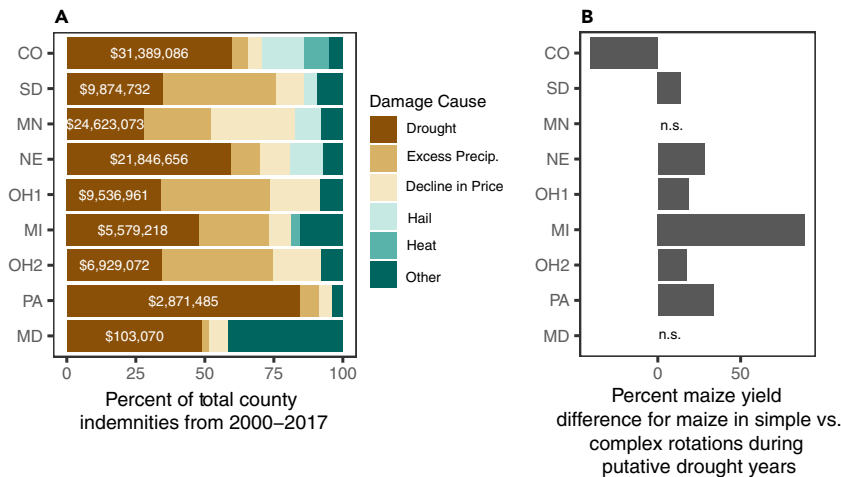 A
CO
SD
MN
NE
OH1
MI
OH2
PA
MD
$31,389,086
$9,874,732
$24,623,073
$21,846,656
$9,536,961
$5,579,218
$6,929,072
$2,871,485
$103,070
0
25
50
75
100
Percent of total county
indemnities from 2000–2017
Damage Cause
Drought
Excess Precip.
Decline in Price
Hail
Heat
Other
B
CO
SD
MN
NE
OH1
MI
OH2
PA
MD
n.s.
n.s.
0
50
Percent maize yield
difference for maize in simple vs.
complex rotations during
putative drought years